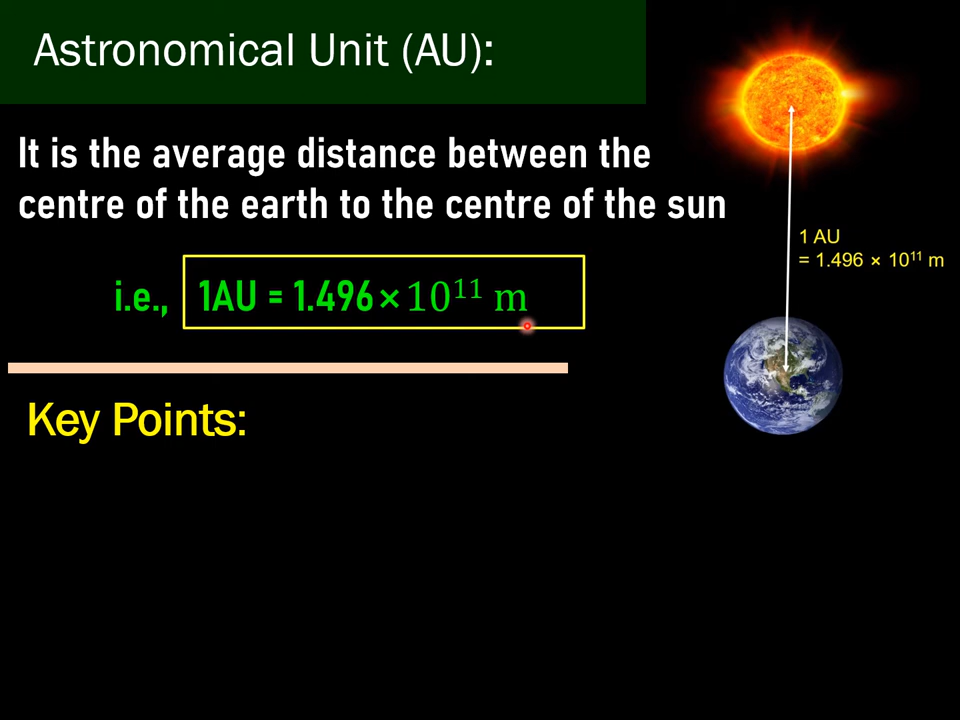 Astronomical Unit (AU):
It is the average distance between the
centre of the earth to the centre of the sun
i.e., 1AU = 1.496 × 10¹¹ m
1 AU
= 1.496 × 10¹¹ m
Key Points: